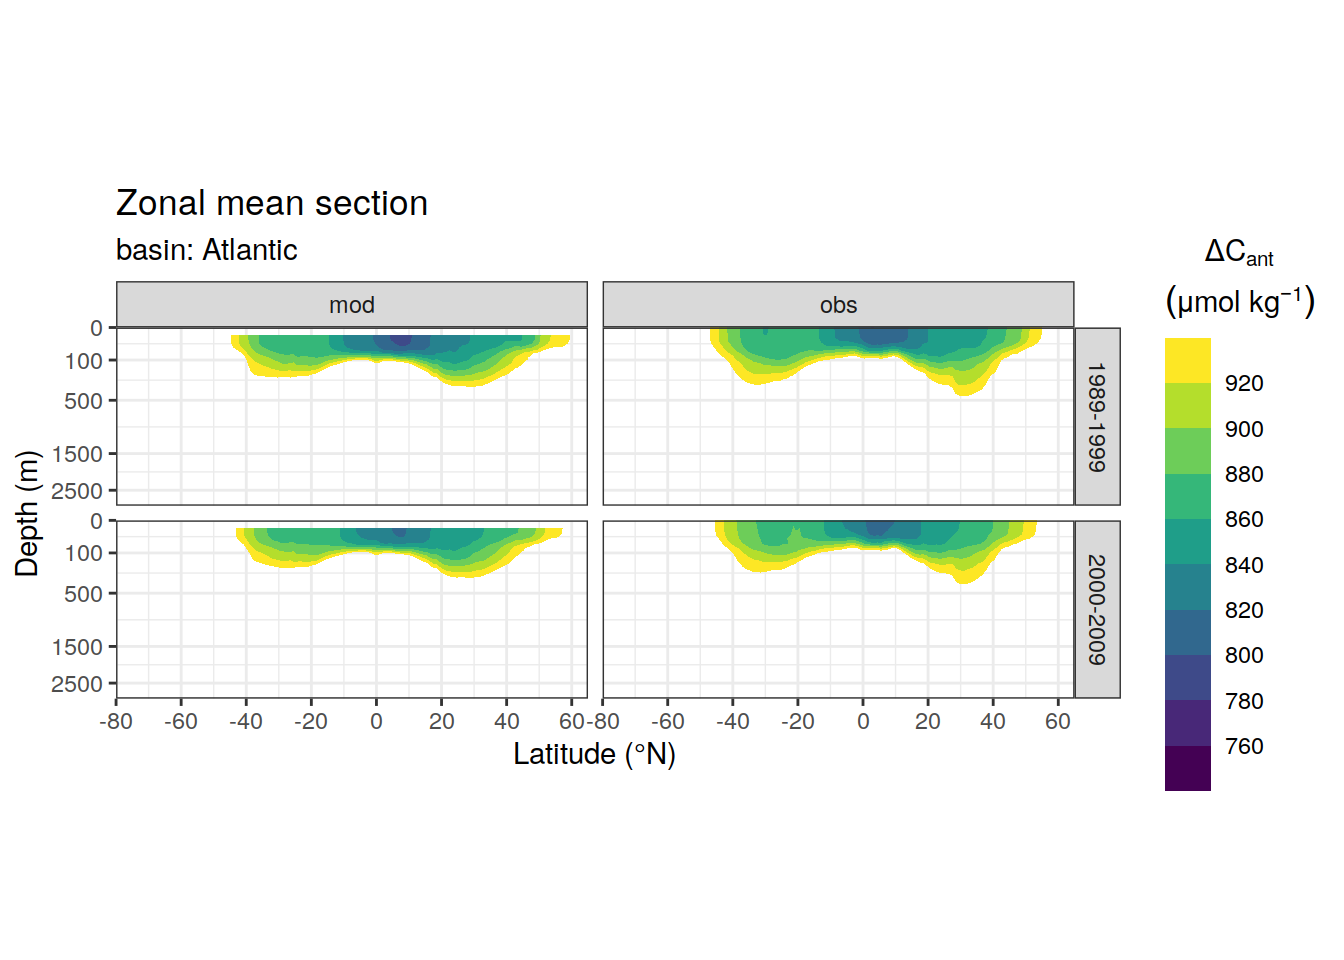 Zonal mean section
basin: Atlantic
mod
obs
ΔCant
(μmol kg⁻¹)
920
900
880
860
840
820
800
780
760
Depth (m)
0
100
500
1500
2500
1989-1999
0
100
500
1500
2500
2000-2009
-80 -60 -40 -20 0 20 40 60
-80 -60 -40 -20 0 20 40 60
Latitude (°N)